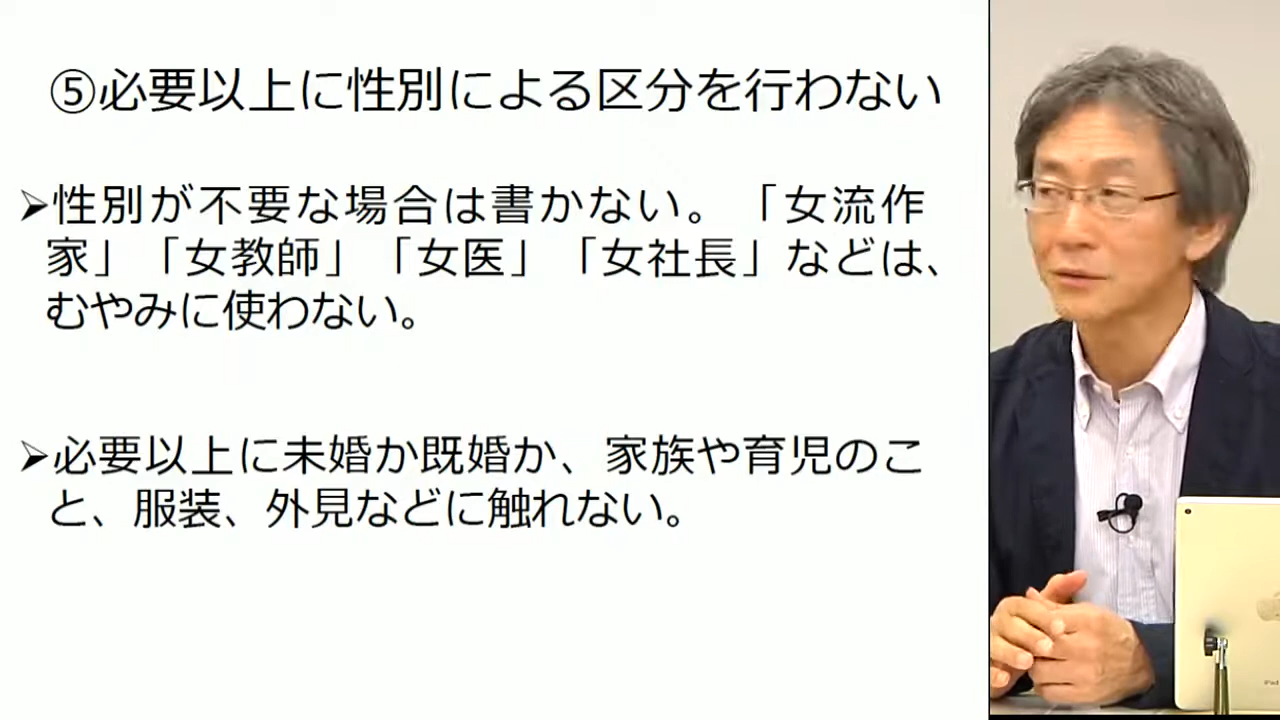 ⑤必要以上に性別による区分を行わない
➢性別が不要な場合は書かない。「女流作
家」「女教師」「女医」「女社長」などは、
むやみに使わない。
➢必要以上に未婚か既婚か、家族や育児のこ
と、服装、外見などに触れない。
iPad